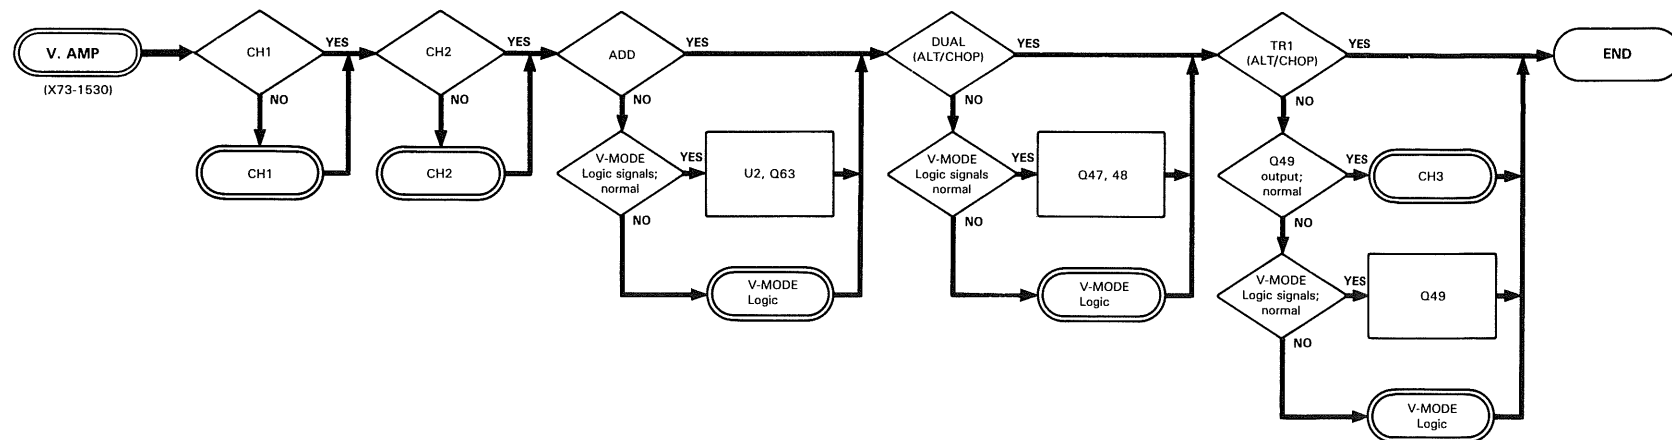 V. AMP
(X73-1530)
CH1
YES
NO
CH1
CH2
YES
NO
CH2
ADD
YES
NO
V-MODE
Logic signals;
normal
YES
NO
U2, Q63
V-MODE
Logic
DUAL
(ALT/CHOP)
YES
NO
V-MODE
Logic signals
normal
YES
NO
Q47, 48
V-MODE
Logic
TR1
(ALT/CHOP)
YES
NO
Q49
output;
normal
YES
NO
CH3
V-MODE
Logic signals;
normal
YES
NO
Q49
V-MODE
Logic
END